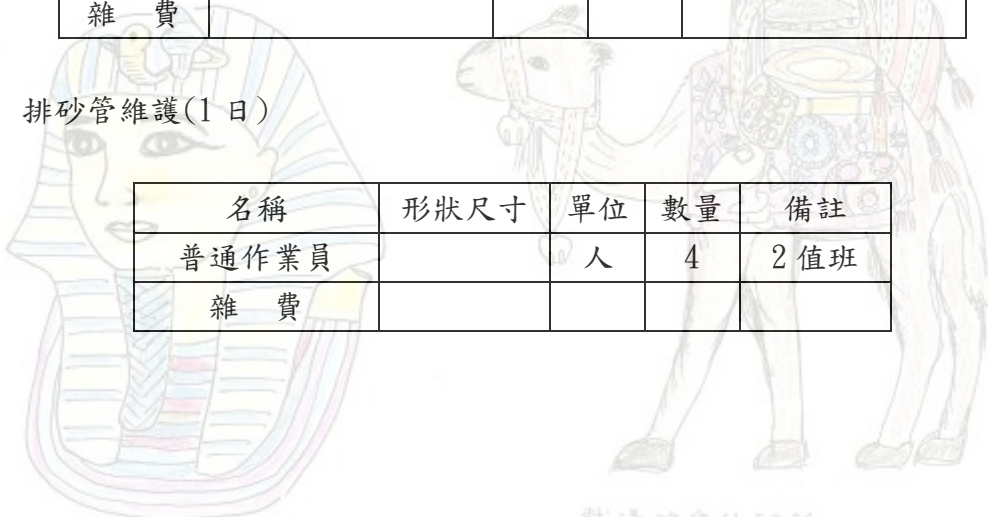 雜　費
排砂管維護(1 日)
名稱 形狀尺寸 單位 數量 備註
普通作業員 人 4 2 值班
雜　費